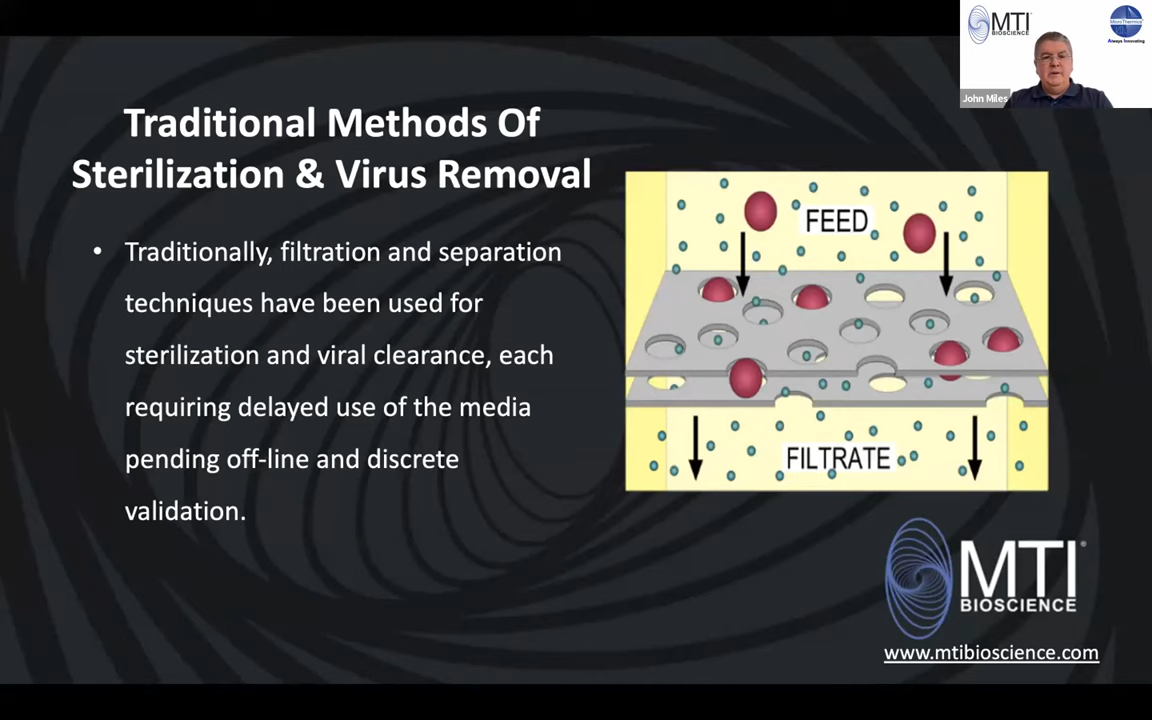 MTI
BIOSCIENCE
MicroThermics
Always Innovating
John Miles
Traditional Methods Of
Sterilization & Virus Removal
• Traditionally, filtration and separation
techniques have been used for
sterilization and viral clearance, each
requiring delayed use of the media
pending off-line and discrete
validation.
FEED
FILTRATE
MTI®
BIOSCIENCE
www.mtibioscience.com